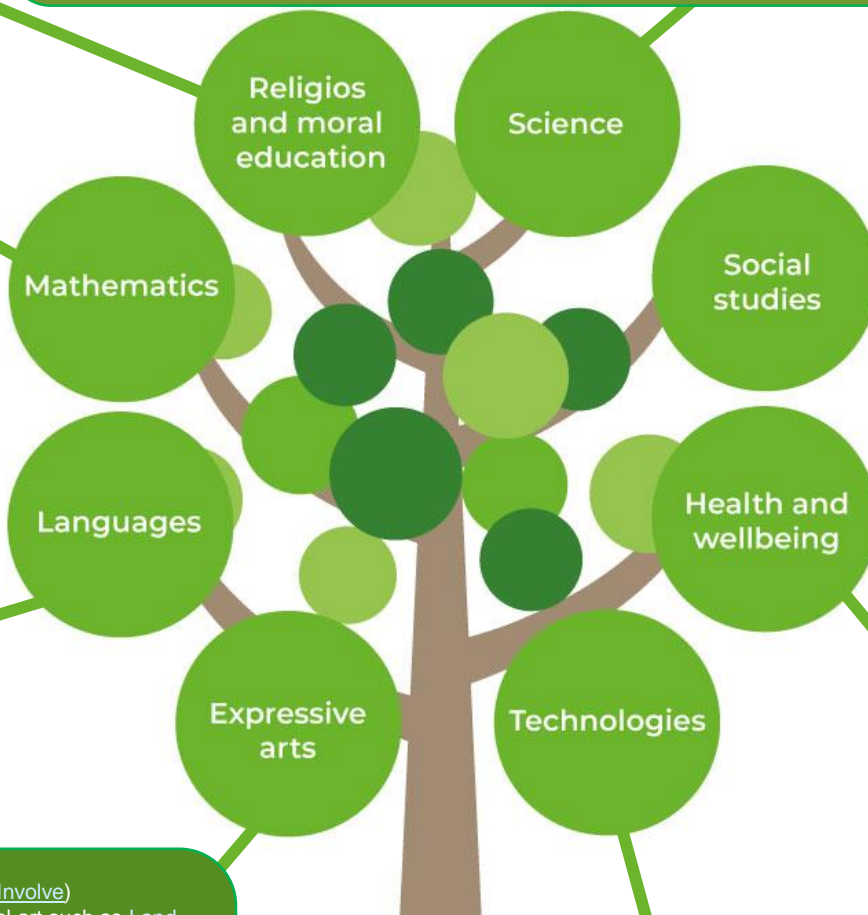 Religios
and moral
education
Science
Mathematics
Social
studies
Languages
Health and
wellbeing
Expressive
arts
Technologies
Involve)